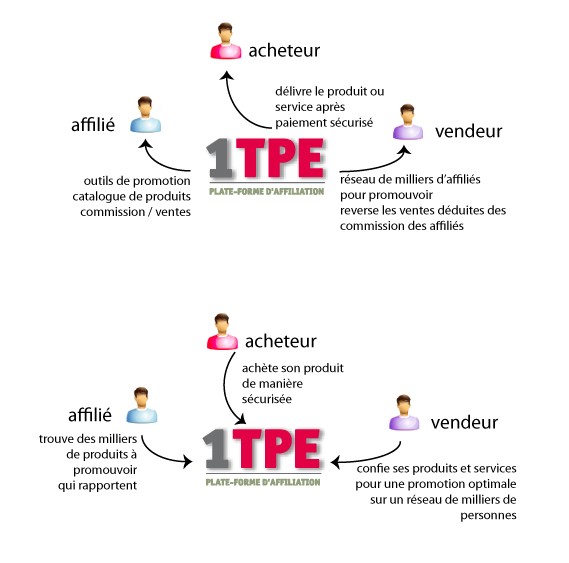 acheteur
délivre le produit ou
service après
paiement sécurisé
affilié
vendeur
1TPE
PLATE-FORME D'AFFILIATION
outils de promotion
catalogue de produits
commission / ventes
réseau de milliers d'affiliés
pour promouvoir
reverse les ventes déduites des
commission des affiliés
acheteur
achète son produit
de manière
sécurisée
affilié
vendeur
trouve des milliers
de produits à
promouvoir
qui rapportent
1TPE
PLATE-FORME D'AFFILIATION
confie ses produits et services
pour une promotion optimale
sur un réseau de milliers de
personnes